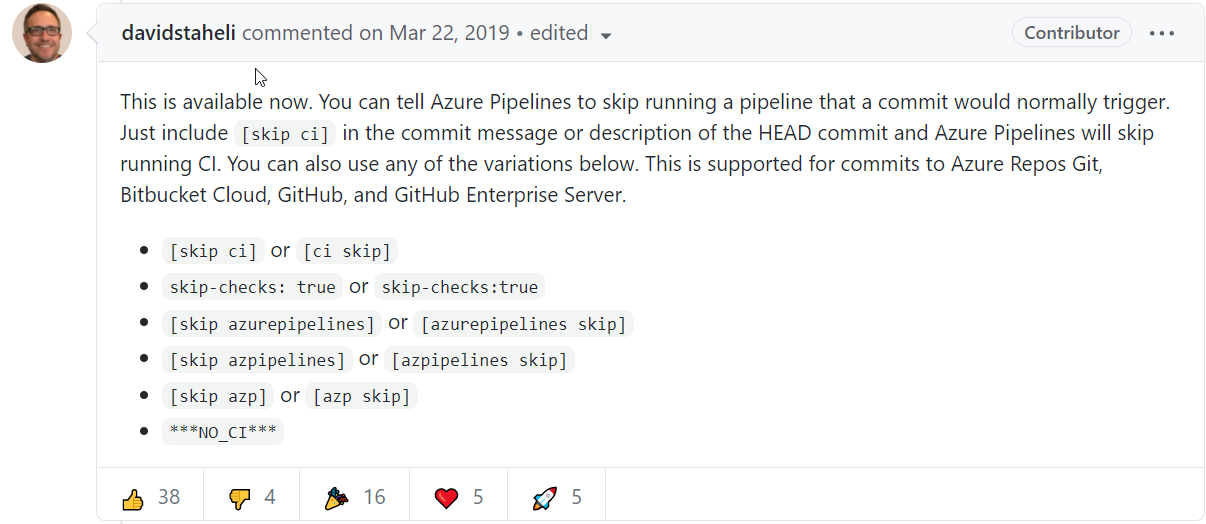 davidstaheli commented on Mar 22, 2019 • edited
Contributor
This is available now. You can tell Azure Pipelines to skip running a pipeline that a commit would normally trigger.
Just include [skip ci] in the commit message or description of the HEAD commit and Azure Pipelines will skip
running CI. You can also use any of the variations below. This is supported for commits to Azure Repos Git,
Bitbucket Cloud, GitHub, and GitHub Enterprise Server.
• [skip ci] or [ci skip]
• skip-checks: true or skip-checks:true
• [skip azurepipelines] or [azurepipelines skip]
• [skip azpipelines] or [azpipelines skip]
• [skip azp] or [azp skip]
• ***NO_CI***
38 4 16 5 5